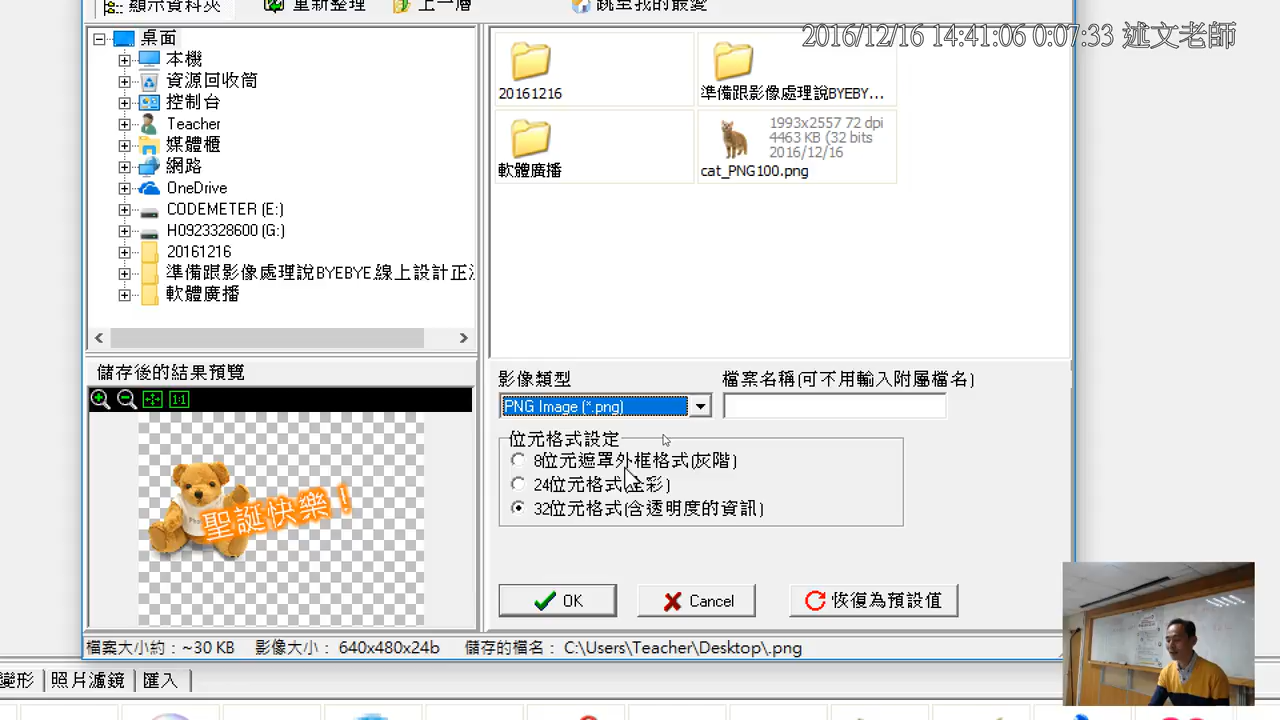 顯示資料夾 重新整理 上一層 跳至我的最愛
2016/12/16 14:41:06 0:07:33 述文老師
桌面
本機
資源回收筒
控制台
Teacher
媒體櫃
網路
OneDrive
CODEMETER (E:)
H0923328600 (G:)
20161216
準備跟影像處理說BYEBYE,線上設計正
軟體廣播
20161216
準備跟影像處理說BYEBY...
軟體廣播
1993x2557 72 dpi
4463 KB (32 bits
2016/12/16
cat_PNG100.png
儲存後的結果預覽
1:1
聖誕快樂！
影像類型
PNG Image (*.png)
檔案名稱(可不用輸入附屬檔名)
位元格式設定
8位元遮罩外框格式(灰階)
24位元格式(全彩)
32位元格式(含透明度的資訊)
OK Cancel 恢復為預設值
檔案大小約：~30 KB 影像大小： 640x480x24b 儲存的檔名： C:\Users\Teacher\Desktop\.png
變形 照片濾鏡 匯入